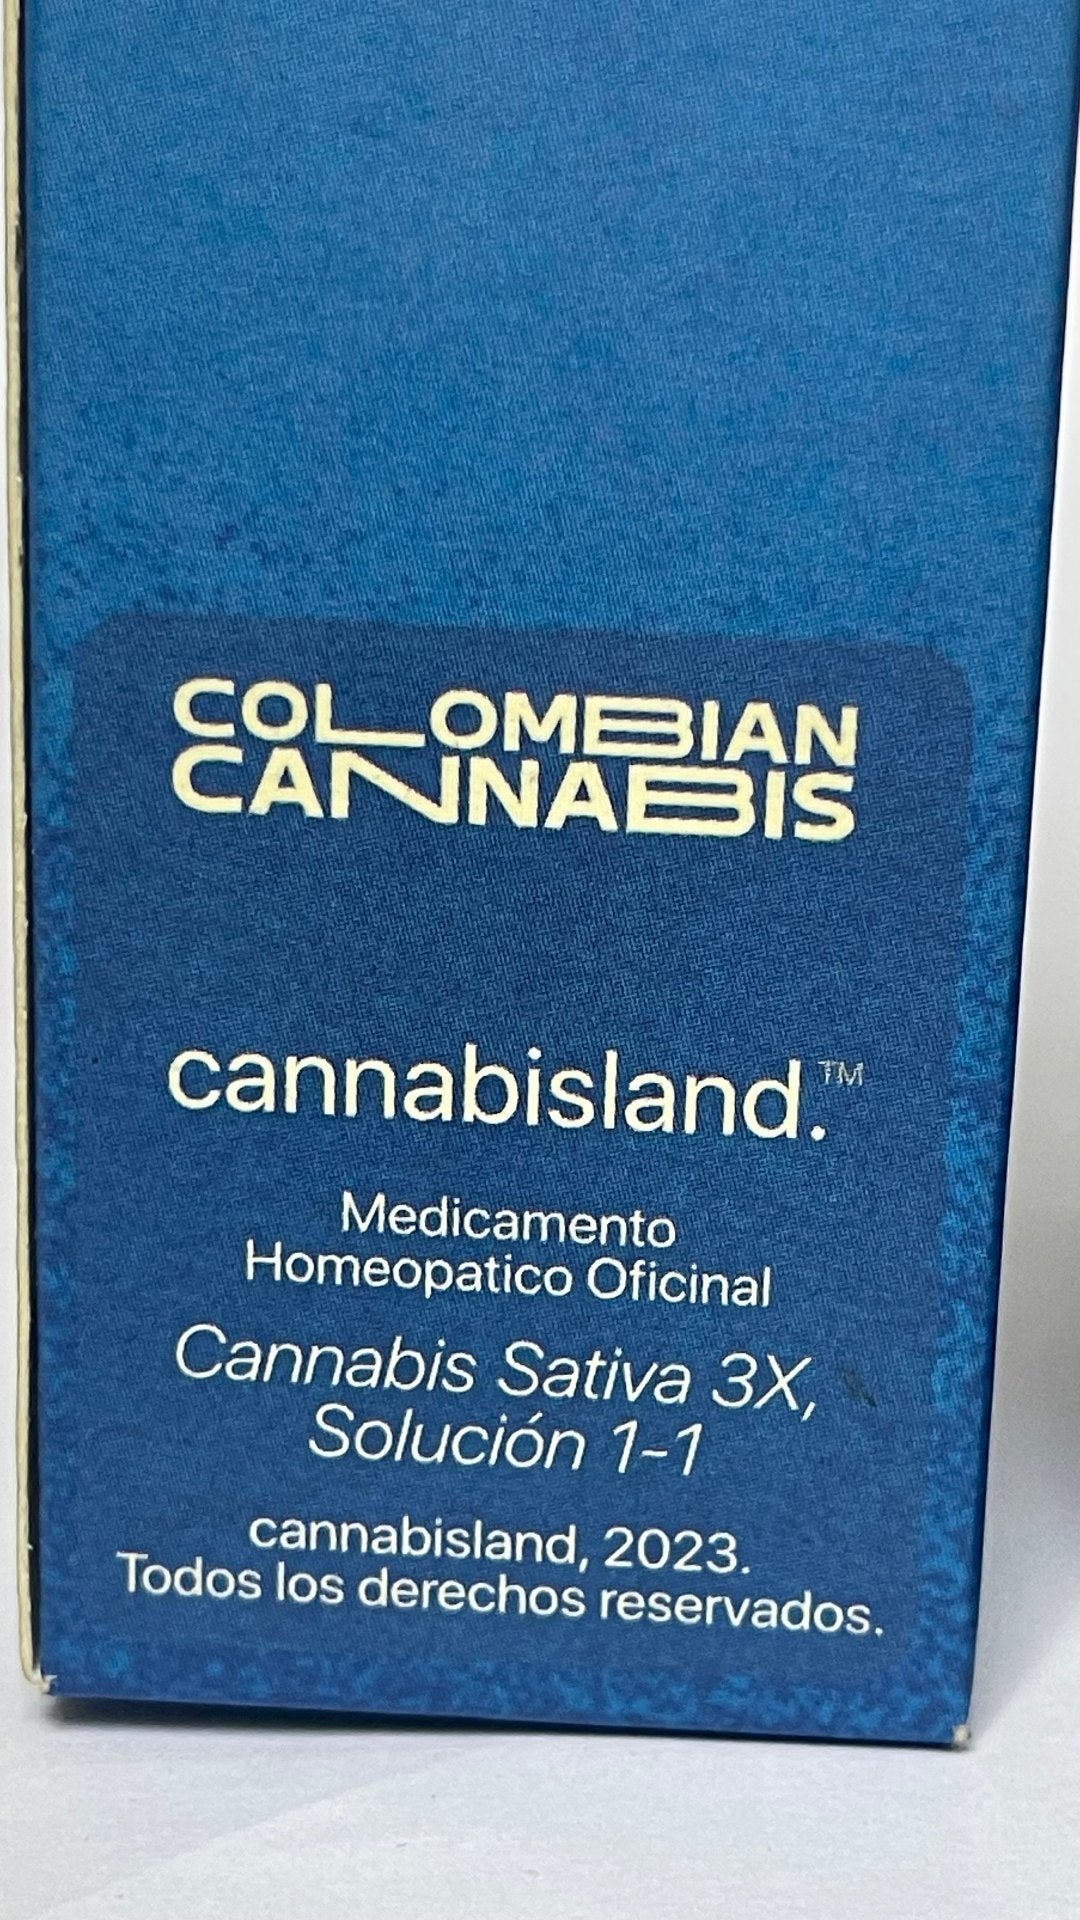 COLOMBIAN
CANNABIS
cannabisland.™
Medicamento
Homeopatico Oficinal
Cannabis Sativa 3X,
Solución 1-1
cannabisland, 2023.
Todos los derechos reservados.